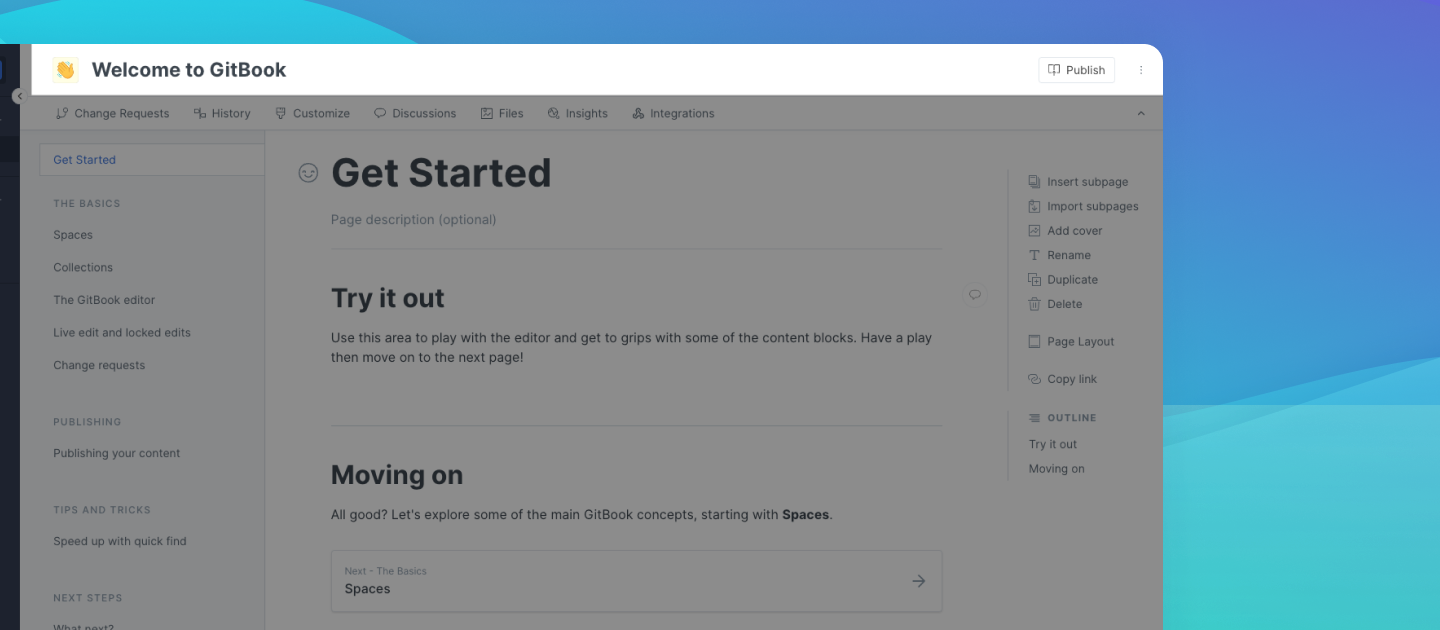 Welcome to GitBook
Publish
Change Requests
History
Customize
Discussions
Files
Insights
Integrations
Get Started
THE BASICS
Spaces
Collections
The GitBook editor
Live edit and locked edits
Change requests
PUBLISHING
Publishing your content
TIPS AND TRICKS
Speed up with quick find
NEXT STEPS
What next?
Get Started
Page description (optional)
Try it out
Use this area to play with the editor and get to grips with some of the content blocks. Have a play
then move on to the next page!
Moving on
All good? Let's explore some of the main GitBook concepts, starting with Spaces.
Next - The Basics
Spaces
Insert subpage
Import subpages
Add cover
Rename
Duplicate
Delete
Page Layout
Copy link
OUTLINE
Try it out
Moving on